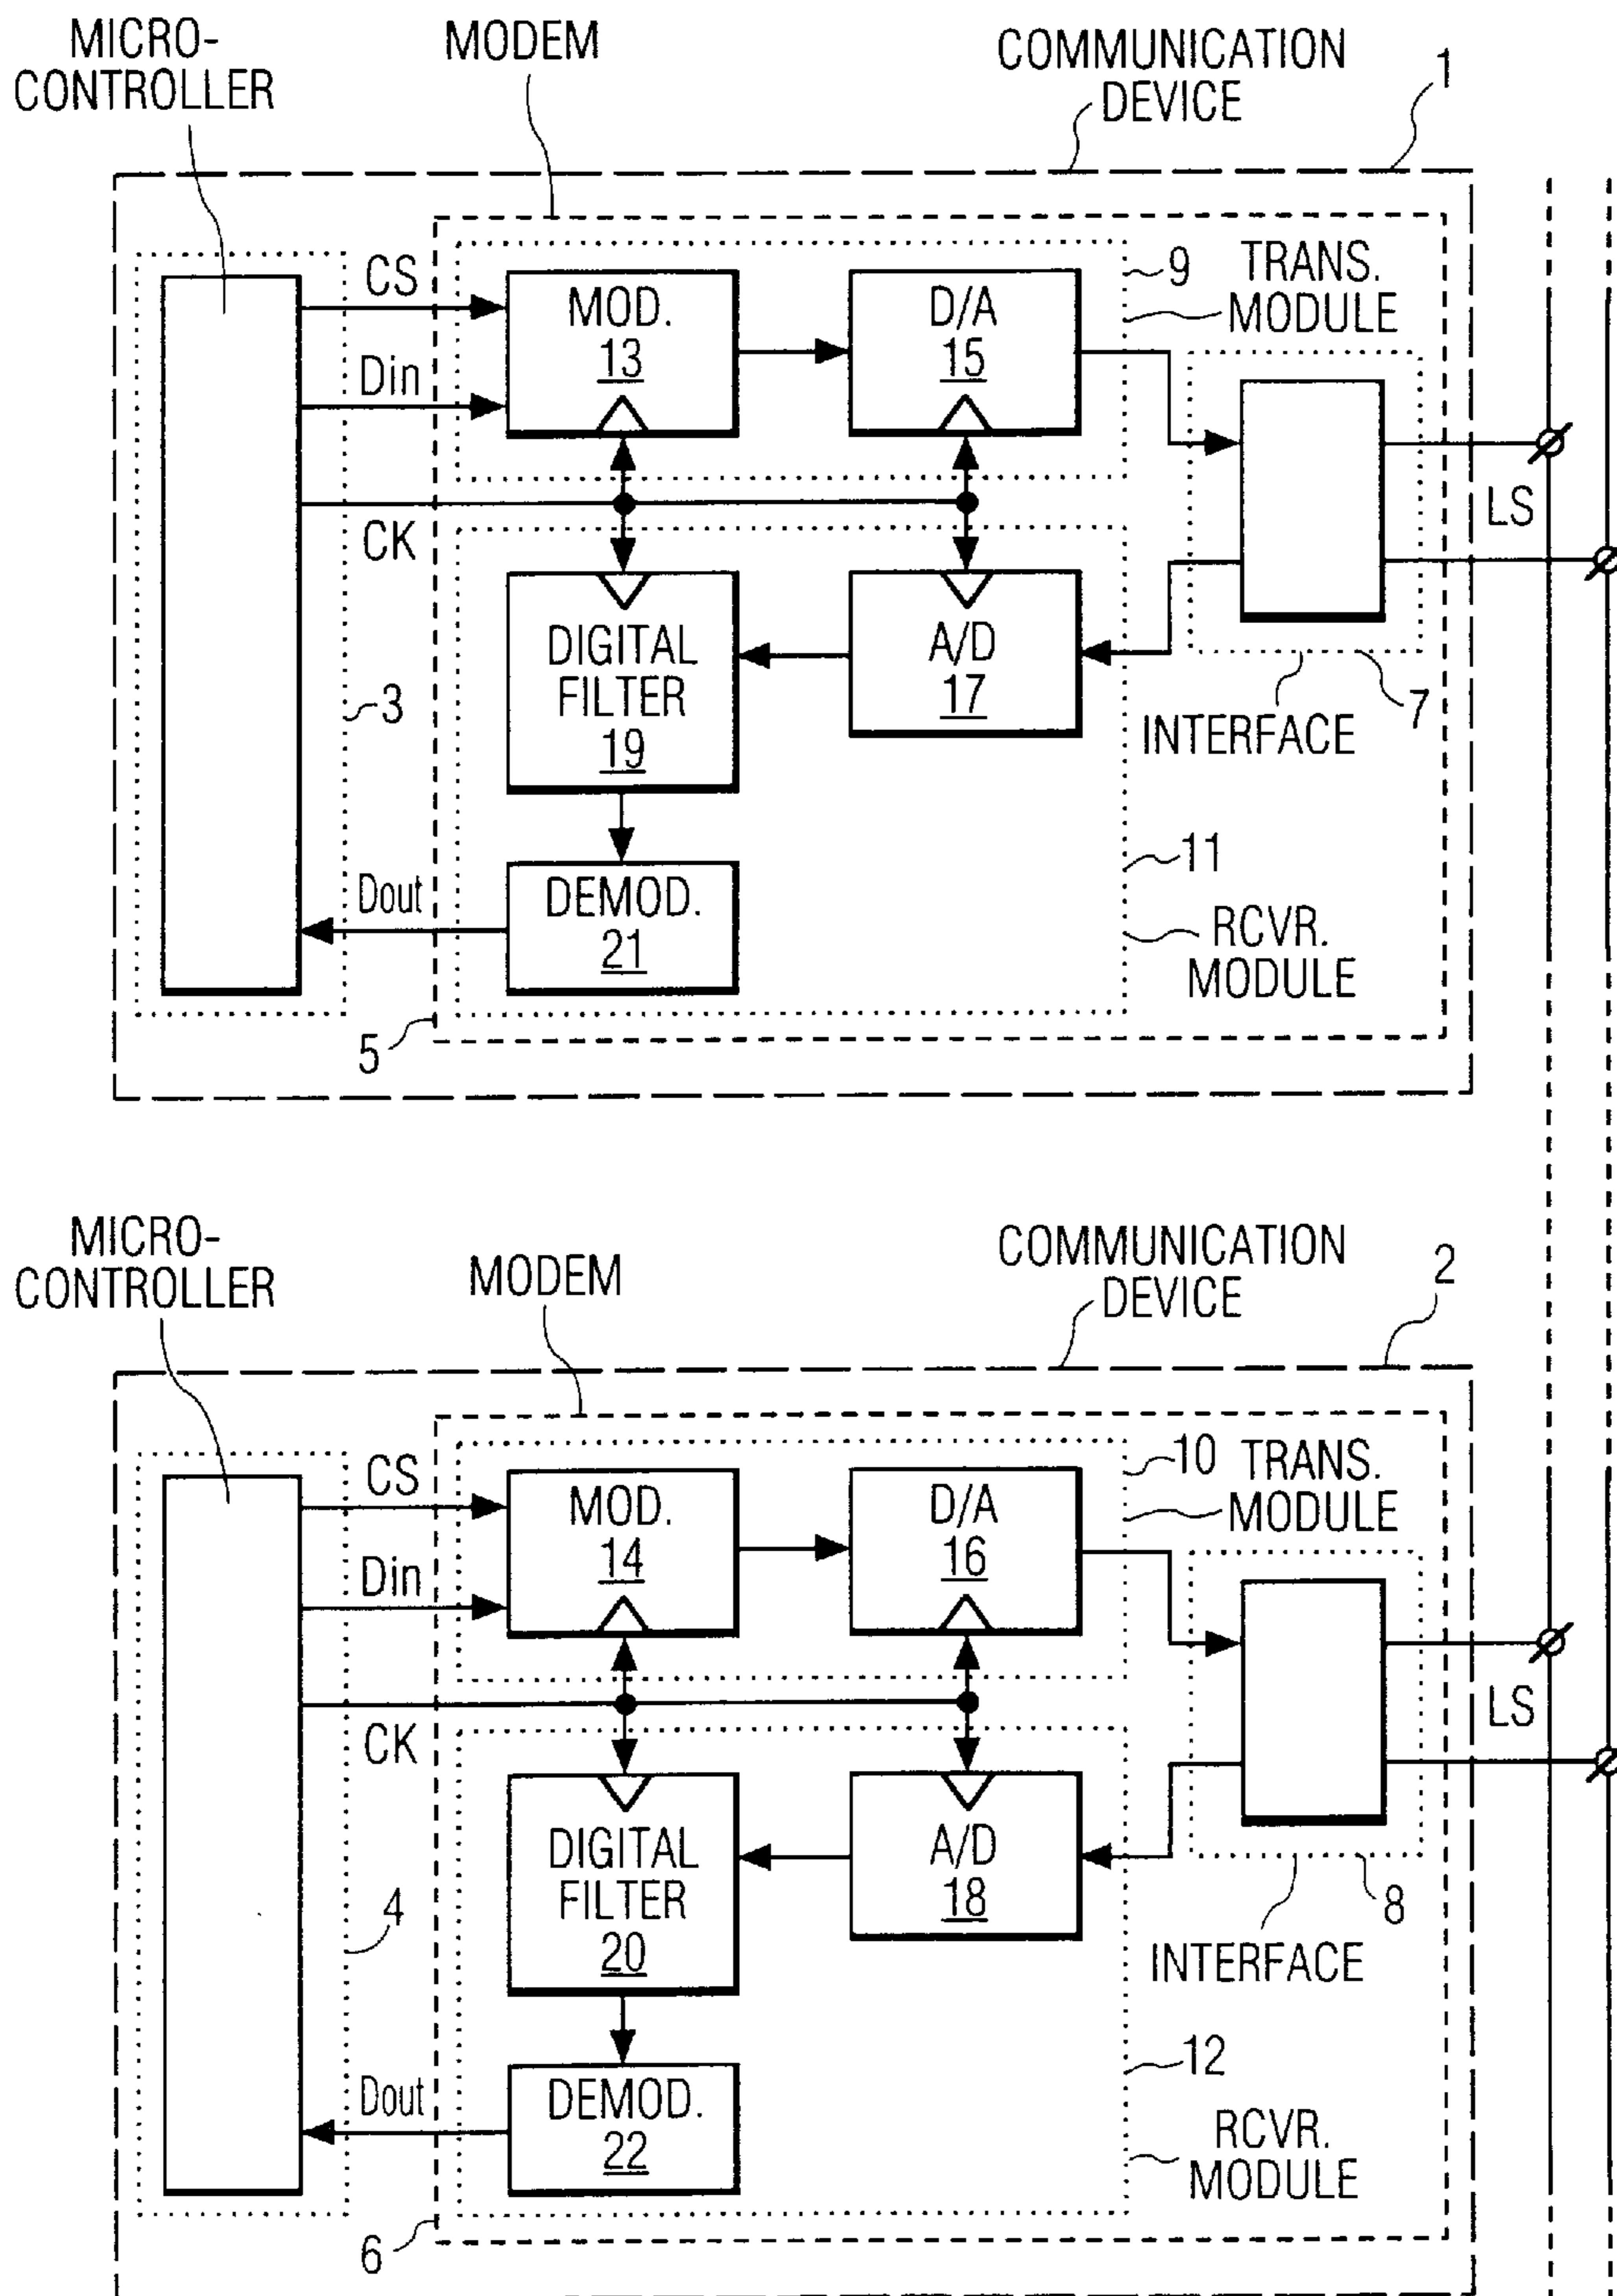 MICRO-
CONTROLLER
MODEM
COMMUNICATION
DEVICE
1
CS
Din
CK
Dout
3
5
MOD.
13
D/A
15
9
TRANS.
MODULE
LS
DIGITAL
FILTER
19
A/D
17
INTERFACE
7
DEMOD.
21
11
RCVR.
MODULE
MICRO-
CONTROLLER
MODEM
COMMUNICATION
DEVICE
2
CS
Din
CK
Dout
4
6
MOD.
14
D/A
16
10
TRANS.
MODULE
LS
DIGITAL
FILTER
20
A/D
18
INTERFACE
8
DEMOD.
22
12
RCVR.
MODULE